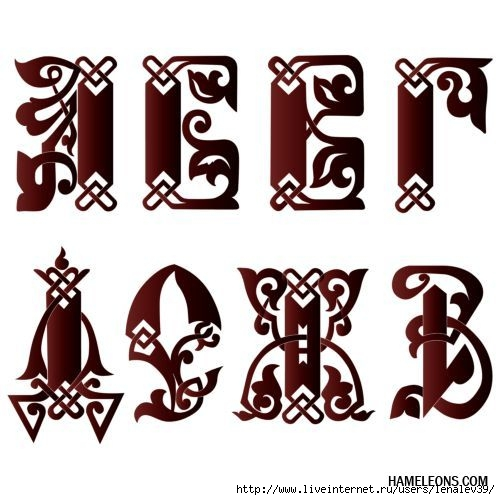 А Б В Г
Д Е Ж З
HAMELEONS.COM
http://www.liveinternet.ru/users/lenalev39/